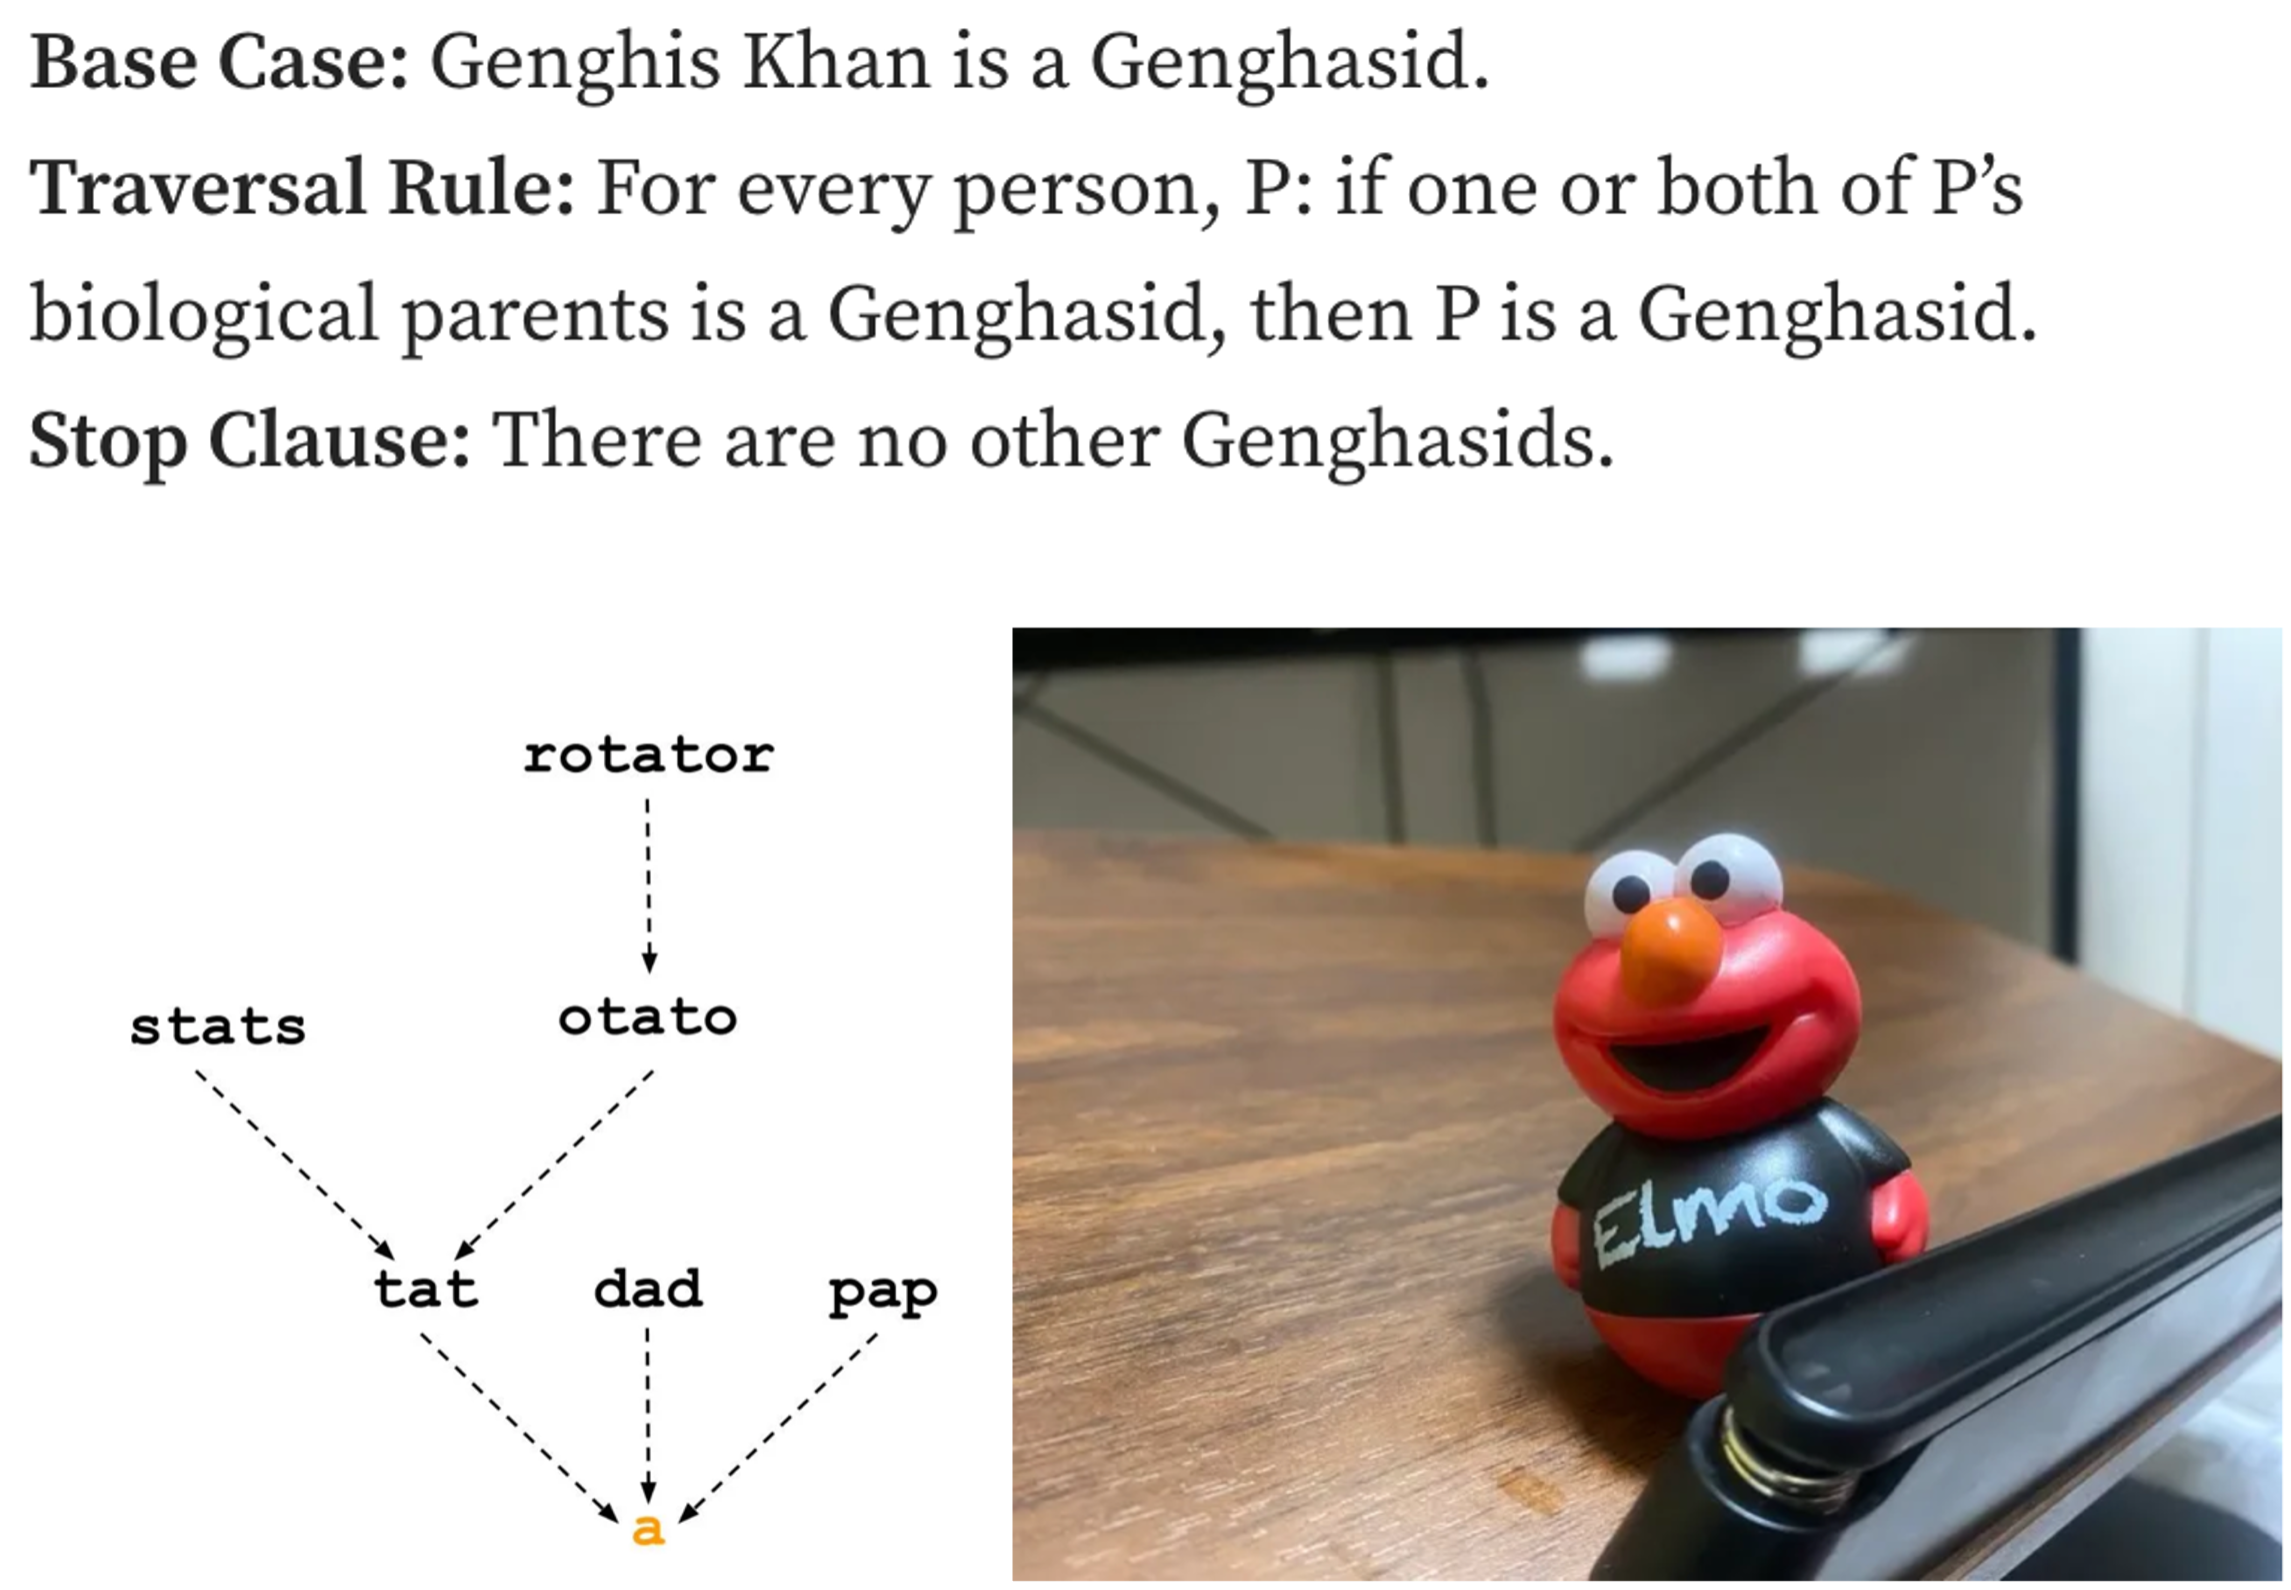 Base Case: Genghis Khan is a Genghasid.
Traversal Rule: For every person, P: if one or both of P’s
biological parents is a Genghasid, then P is a Genghasid.
Stop Clause: There are no other Genghasids.
rotator
stats otato
tat dad pap
a
Elmo